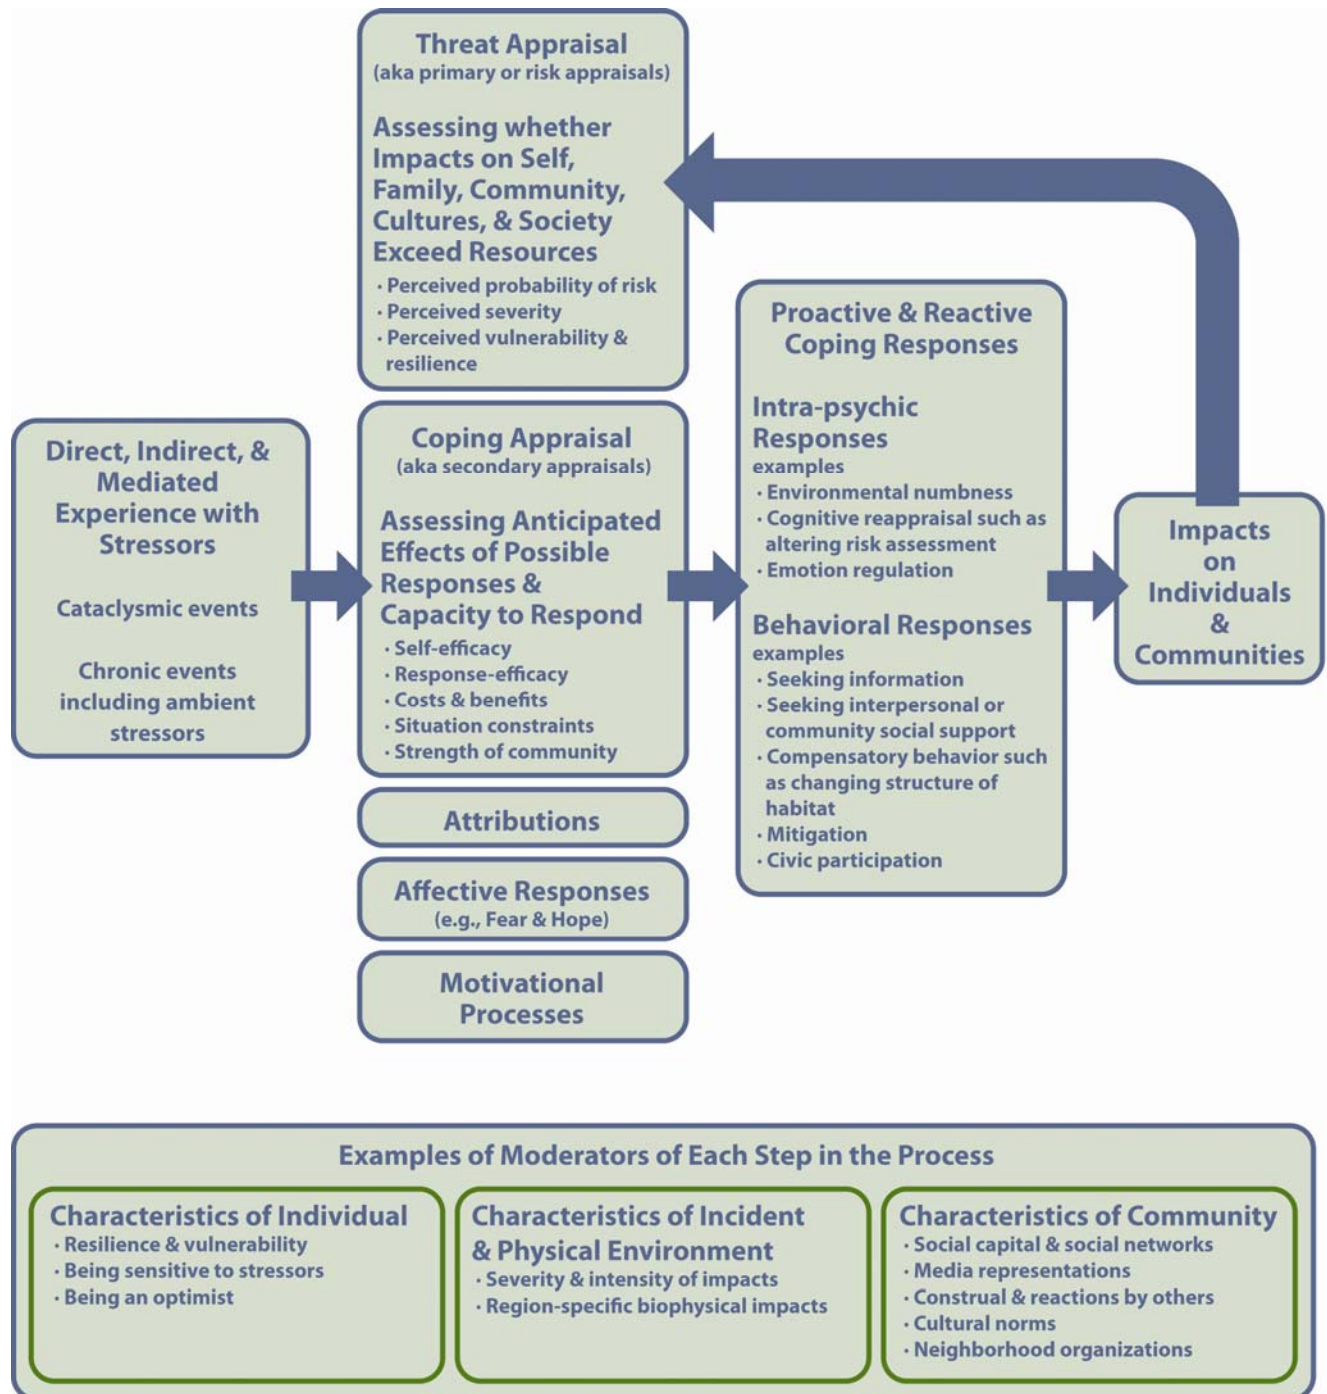 Threat Appraisal
(aka primary or risk appraisals)
Assessing whether
Impacts on Self,
Family, Community,
Cultures, & Society
Exceed Resources
· Perceived probability of risk
· Perceived severity
· Perceived vulnerability &
resilience
Direct, Indirect, &
Mediated
Experience with
Stressors
Cataclysmic events
Chronic events
including ambient
stressors
Coping Appraisal
(aka secondary appraisals)
Assessing Anticipated
Effects of Possible
Responses &
Capacity to Respond
· Self-efficacy
· Response-efficacy
· Costs & benefits
· Situation constraints
· Strength of community
Attributions
Affective Responses
(e.g., Fear & Hope)
Motivational
Processes
Proactive & Reactive
Coping Responses
Intra-psychic
Responses
examples
· Environmental numbness
· Cognitive reappraisal such as
altering risk assessment
· Emotion regulation
Behavioral Responses
examples
· Seeking information
· Seeking interpersonal or
community social support
· Compensatory behavior such
as changing structure of
habitat
· Mitigation
· Civic participation
Impacts
on
Individuals
&
Communities
Examples of Moderators of Each Step in the Process
Characteristics of Individual
· Resilience & vulnerability
· Being sensitive to stressors
· Being an optimist
Characteristics of Incident
& Physical Environment
· Severity & intensity of impacts
· Region-specific biophysical impacts
Characteristics of Community
· Social capital & social networks
· Media representations
· Construal & reactions by others
· Cultural norms
· Neighborhood organizations